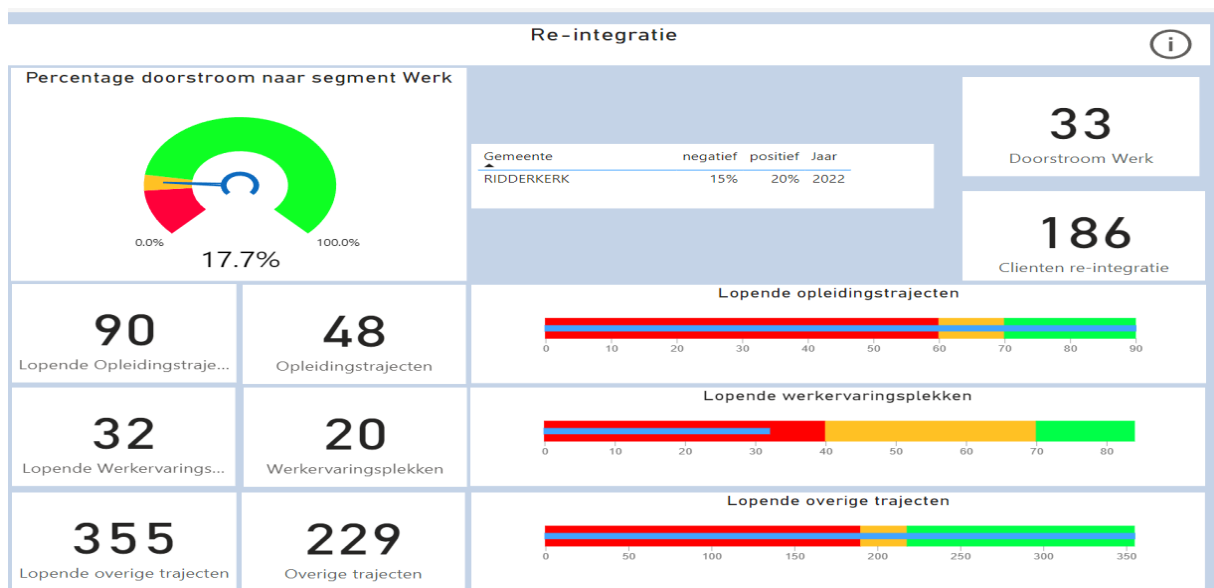 Re-integratie
i
Percentage doorstroom naar segment Werk
0.0%
100.0%
17.7%
Gemeente negatief positief Jaar
RIDDERKERK 15% 20% 2022
33
Doorstroom Werk
186
Clienten re-integratie
90
Lopende Opleidingstraje...
48
Opleidingstrajecten
Lopende opleidingstrajecten
0 10 20 30 40 50 60 70 80 90
32
Lopende Werkervarings...
20
Werkervaringsplekken
Lopende werkervaringsplekken
0 10 20 30 40 50 60 70 80
355
Lopende overige trajecten
229
Overige trajecten
Lopende overige trajecten
0 50 100 150 200 250 300 350